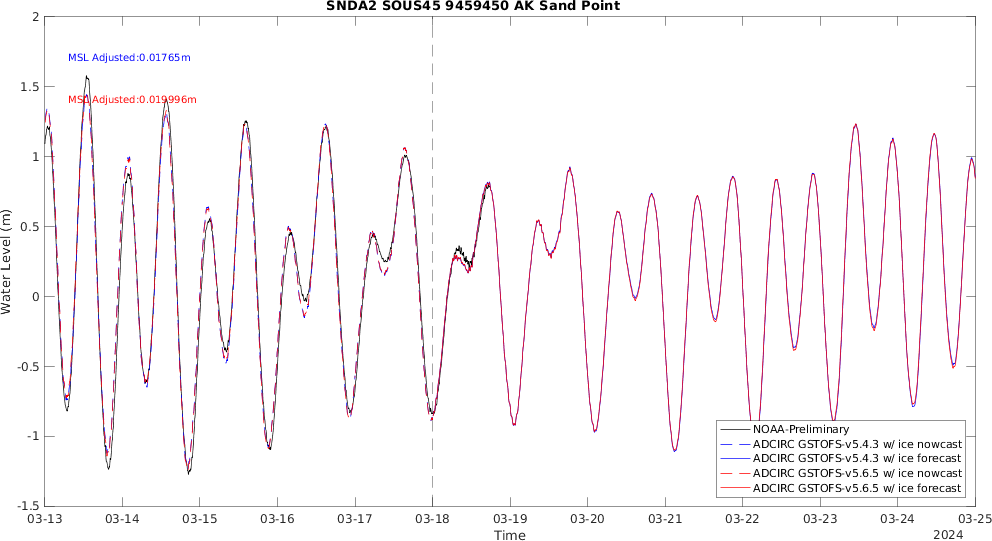 SNDA2 SOUS45 9459450 AK Sand Point
2
1.5
1
0.5
0
-0.5
-1
-1.5
Water Level (m)
MSL Adjusted:0.01765m
MSL Adjusted:0.019996m
NOAA-Preliminary
ADCIRC GSTOFS-v5.4.3 w/ ice nowcast
ADCIRC GSTOFS-v5.4.3 w/ ice forecast
ADCIRC GSTOFS-v5.6.5 w/ ice nowcast
ADCIRC GSTOFS-v5.6.5 w/ ice forecast
03-13 03-14 03-15 03-16 03-17 03-18 03-19 03-20 03-21 03-22 03-23 03-24 03-25
Time
2024